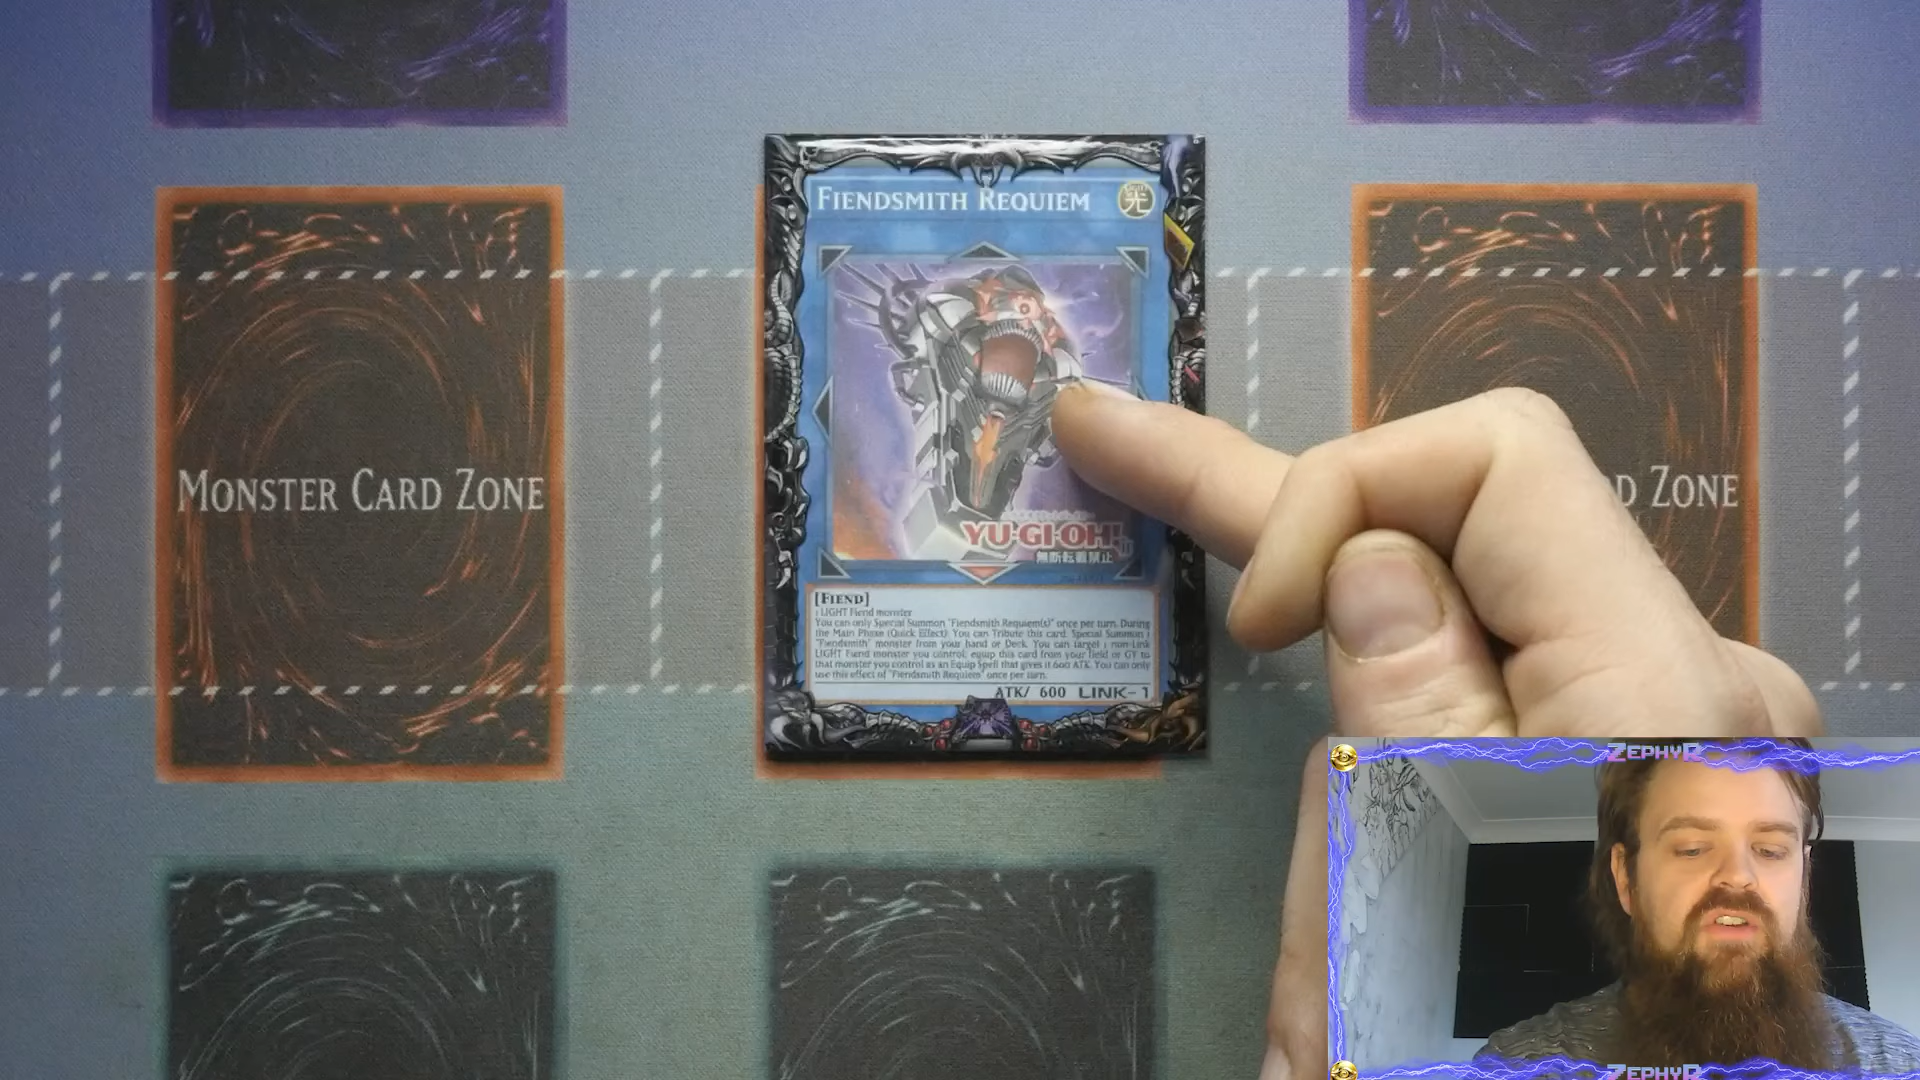 FIENDSMITH REQUIEM
光
YU-GI-OH!
無断転載禁止
[FIEND]
1 LIGHT Fiend monster
You can only Special Summon "Fiendsmith Requiem(s)" once per turn. During
the Main Phase (Quick Effect): You can Tribute this card; Special Summon 1
"Fiendsmith" monster from your hand or Deck. You can target 1 non-Link
LIGHT Fiend monster you control; equip this card from your field or GY to
that monster you control as an Equip Spell that gives it 600 ATK. You can only
use this effect of "Fiendsmith Requiem" once per turn.
ATK/ 600 LINK-1
MONSTER CARD ZONE
D ZONE
ZEPHYR
ZEPHYR